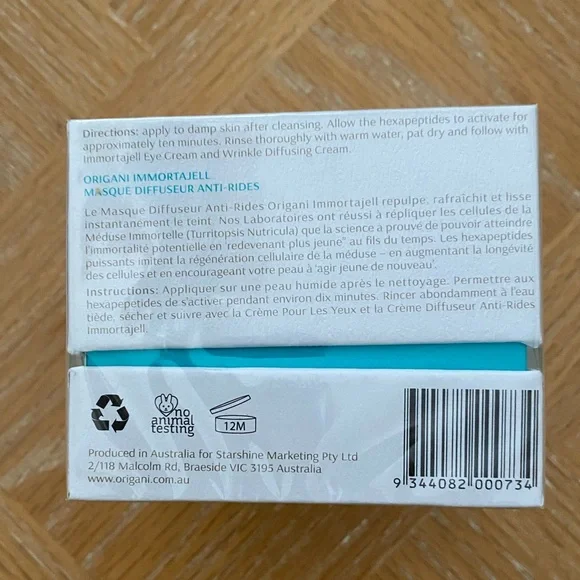 Directions: apply to damp skin after cleansing. Allow the hexapeptides to activate for
approximately ten minutes. Rinse thoroughly with warm water, pat dry and follow with
Immortajell Eye Cream and Wrinkle Diffusing Cream.
ORIGANI IMMORTAJELL
MASQUE DIFFUSEUR ANTI-RIDES
Le Masque Diffuseur Anti-Rides Origani Immortajell repulpe, rafraîchit et lisse
instantanément le teint. Nos Laboratoires ont réussi à répliquer les cellules de la
Méduse Immortelle (Turritopsis Nutricula) que la science a prouvé de pouvoir atteindre
l'immortalité potentielle en 'redevenant plus jeune" au fils du temps. Les hexapeptides
puissants imitent la régénération cellulaire de la méduse – en augmentant la longévité
des cellules et en encourageant votre peau à 'agir jeune de nouveau'.
Instructions: Appliquer sur une peau humide après le nettoyage. Permettre aux
hexapeptides de s'activer pendant environ dix minutes. Rincer abondamment à l'eau
tiède, sécher et suivre avec la Crème Pour Les Yeux et la Crème Diffuseur Anti-Rides
Immortajell.
no
animal
testing
12M
Produced in Australia for Starshine Marketing Pty Ltd
2/118 Malcolm Rd, Braeside VIC 3195 Australia
www.origani.com.au
9 344082 000734